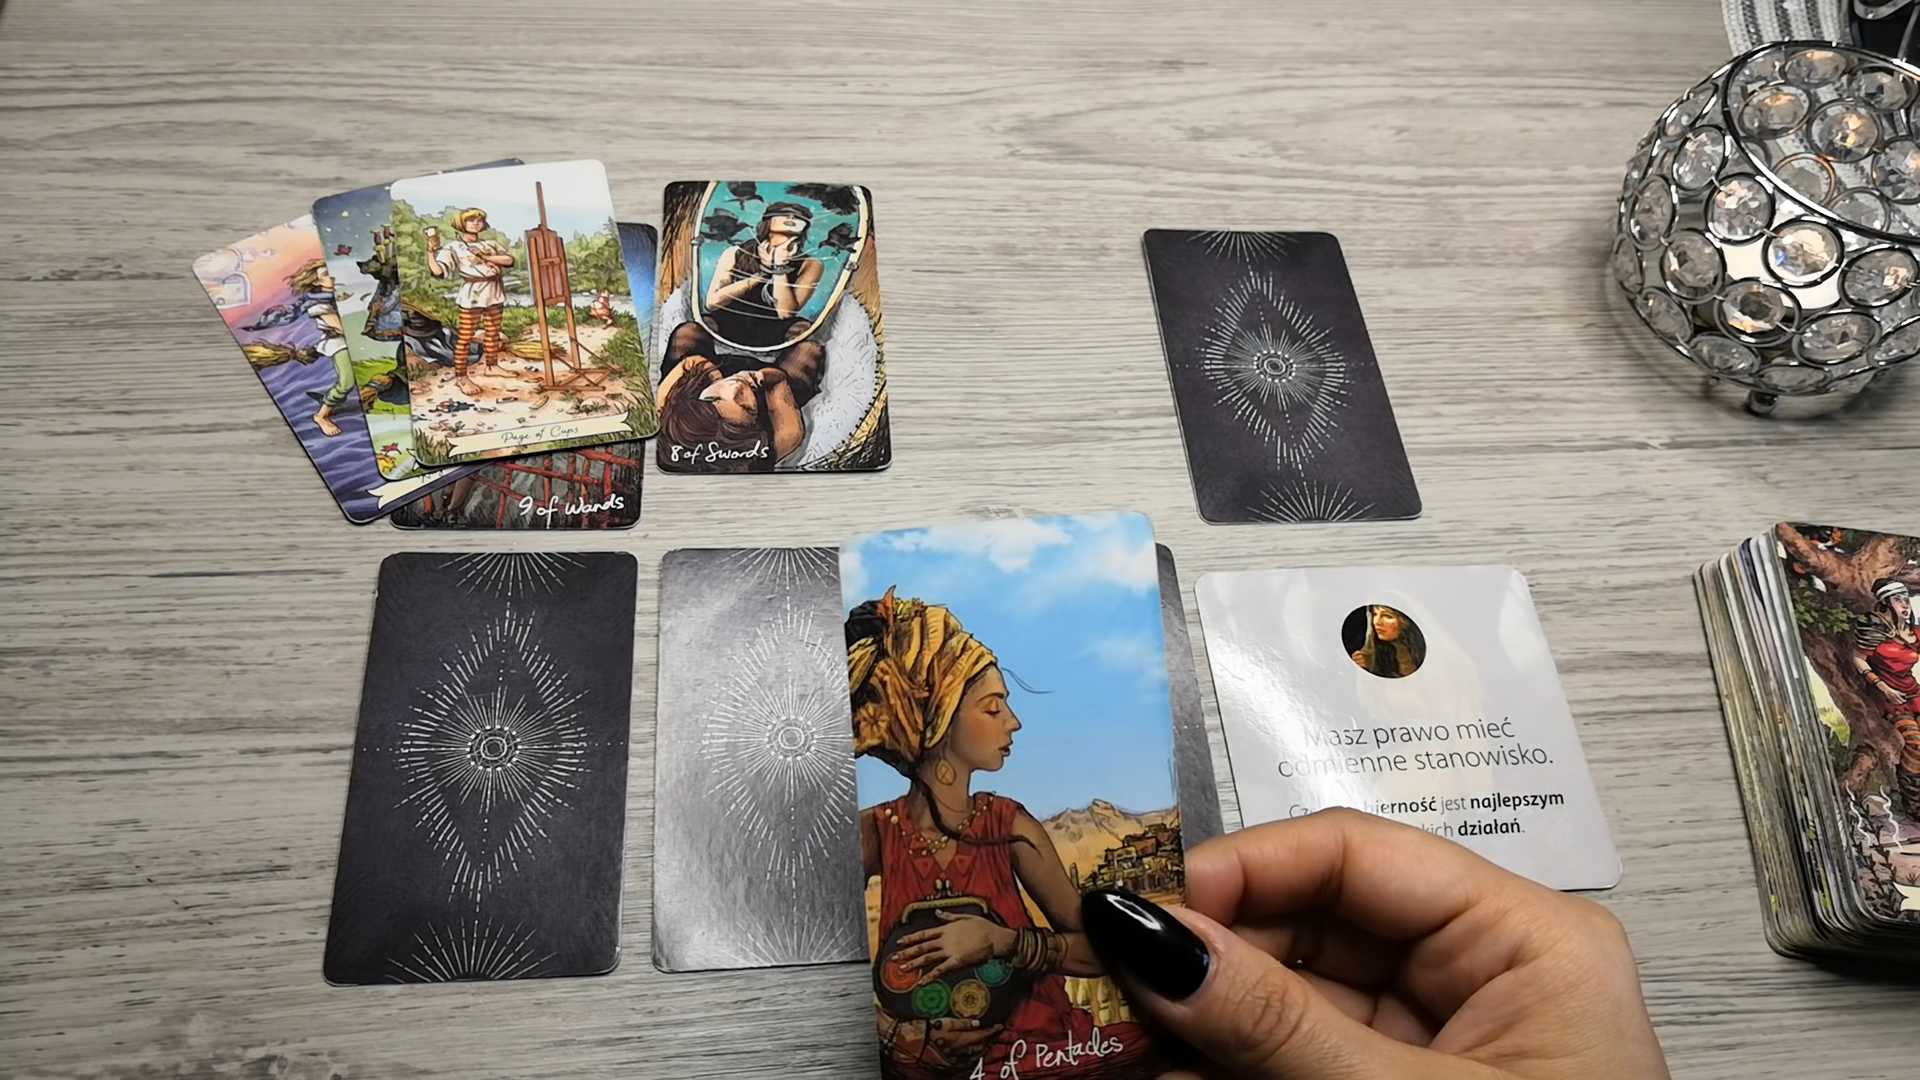 Page of Cups
9 of Wands
8 of Swords
Masz prawo mieć
odmienne stanowisko.
jest najlepszym
działań.
4 of Pentacles